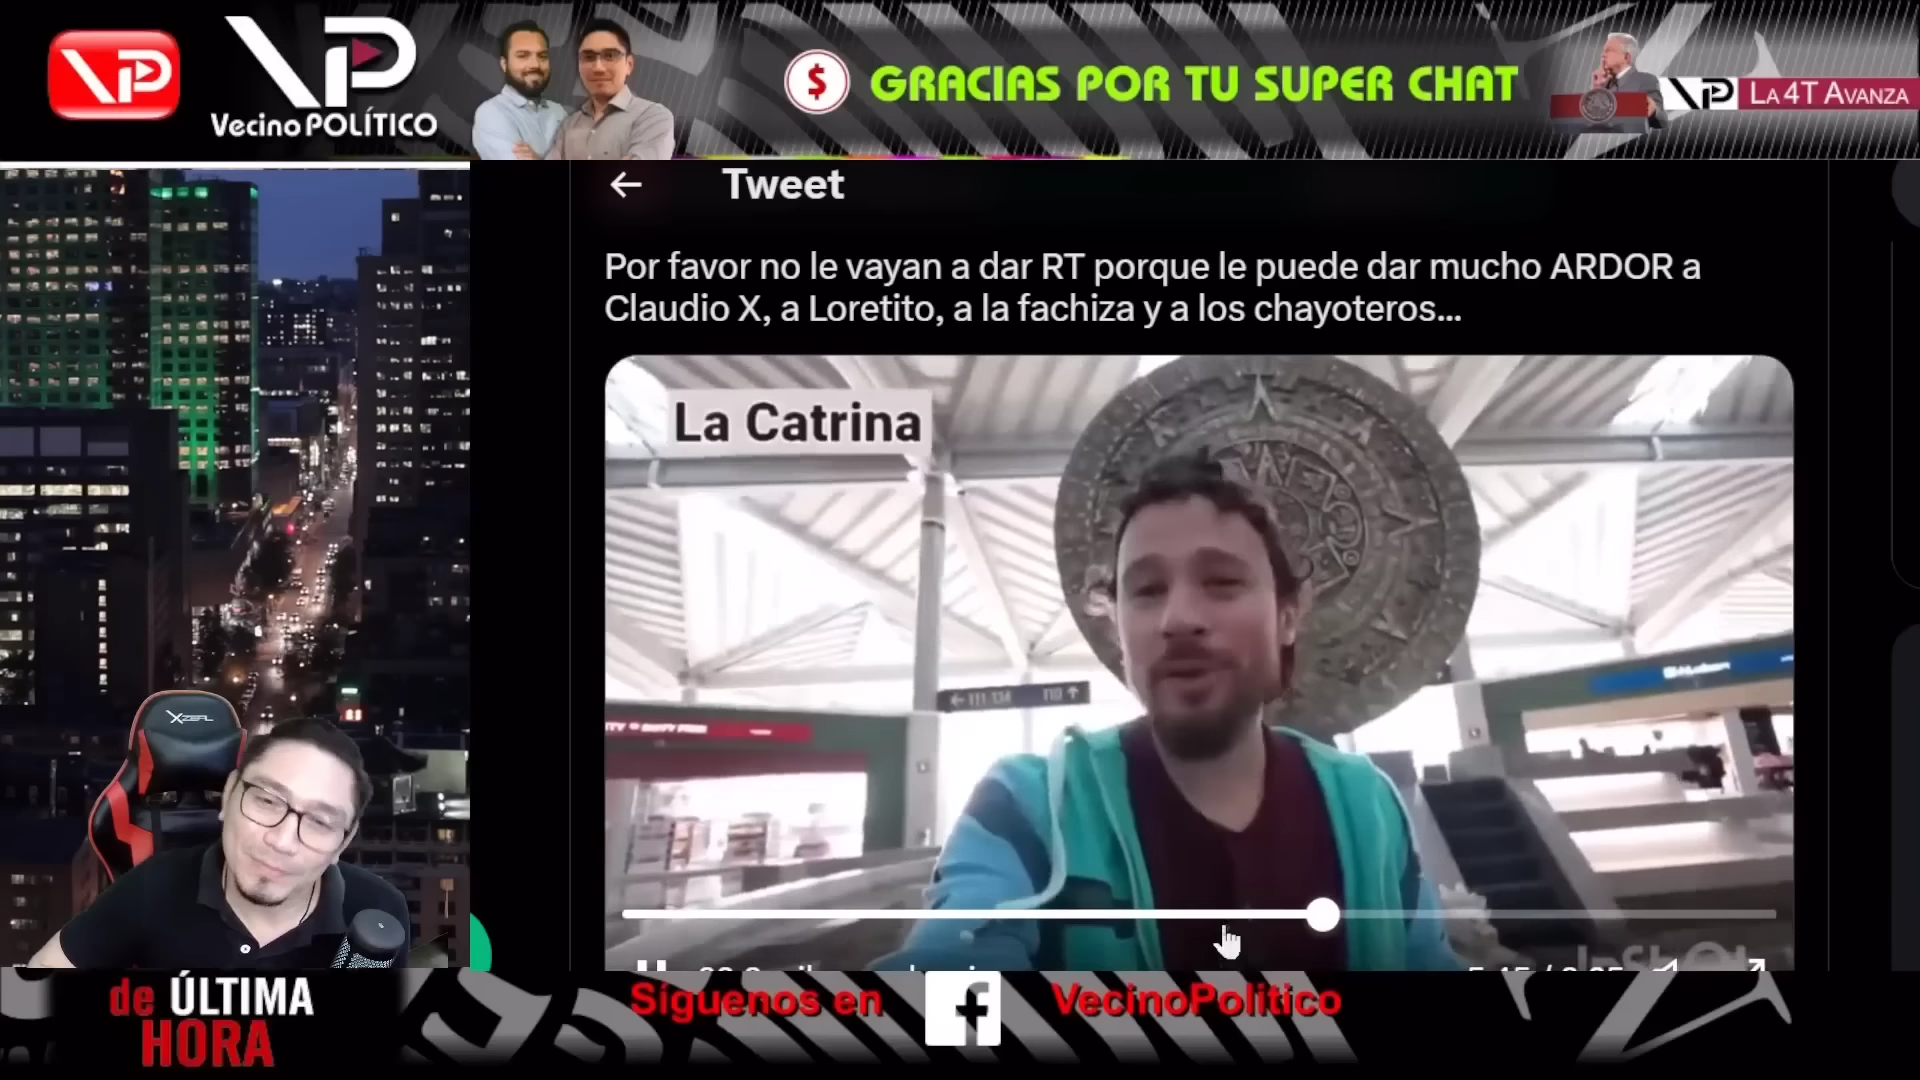 VP
VP
Vecino POLÍTICO
$
GRACIAS POR TU SUPER CHAT
VP
LA 4T AVANZA
Tweet
Por favor no le vayan a dar RT porque le puede dar mucho ARDOR a
Claudio X, a Loretito, a la fachiza y a los chayoteros...
La Catrina
XZEAL
de ÚLTIMA
HORA
Síguenos en
f
VecinoPolitico